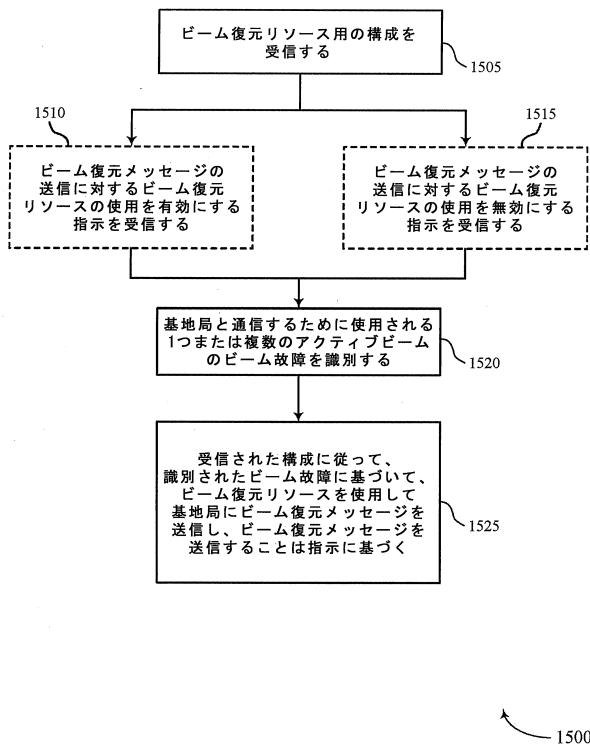 ビーム復元リソース用の構成を
受信する
1505
1510
ビーム復元メッセージの
送信に対するビーム復元
リソースの使用を有効にする
指示を受信する
1515
ビーム復元メッセージの
送信に対するビーム復元
リソースの使用を無効にする
指示を受信する
基地局と通信するために使用される
1つまたは複数のアクティブビーム
のビーム故障を識別する
1520
受信された構成に従って、
識別されたビーム故障に基づいて、
ビーム復元リソースを使用して
基地局にビーム復元メッセージを
送信し、ビーム復元メッセージを
送信することは指示に基づく
1525
1500